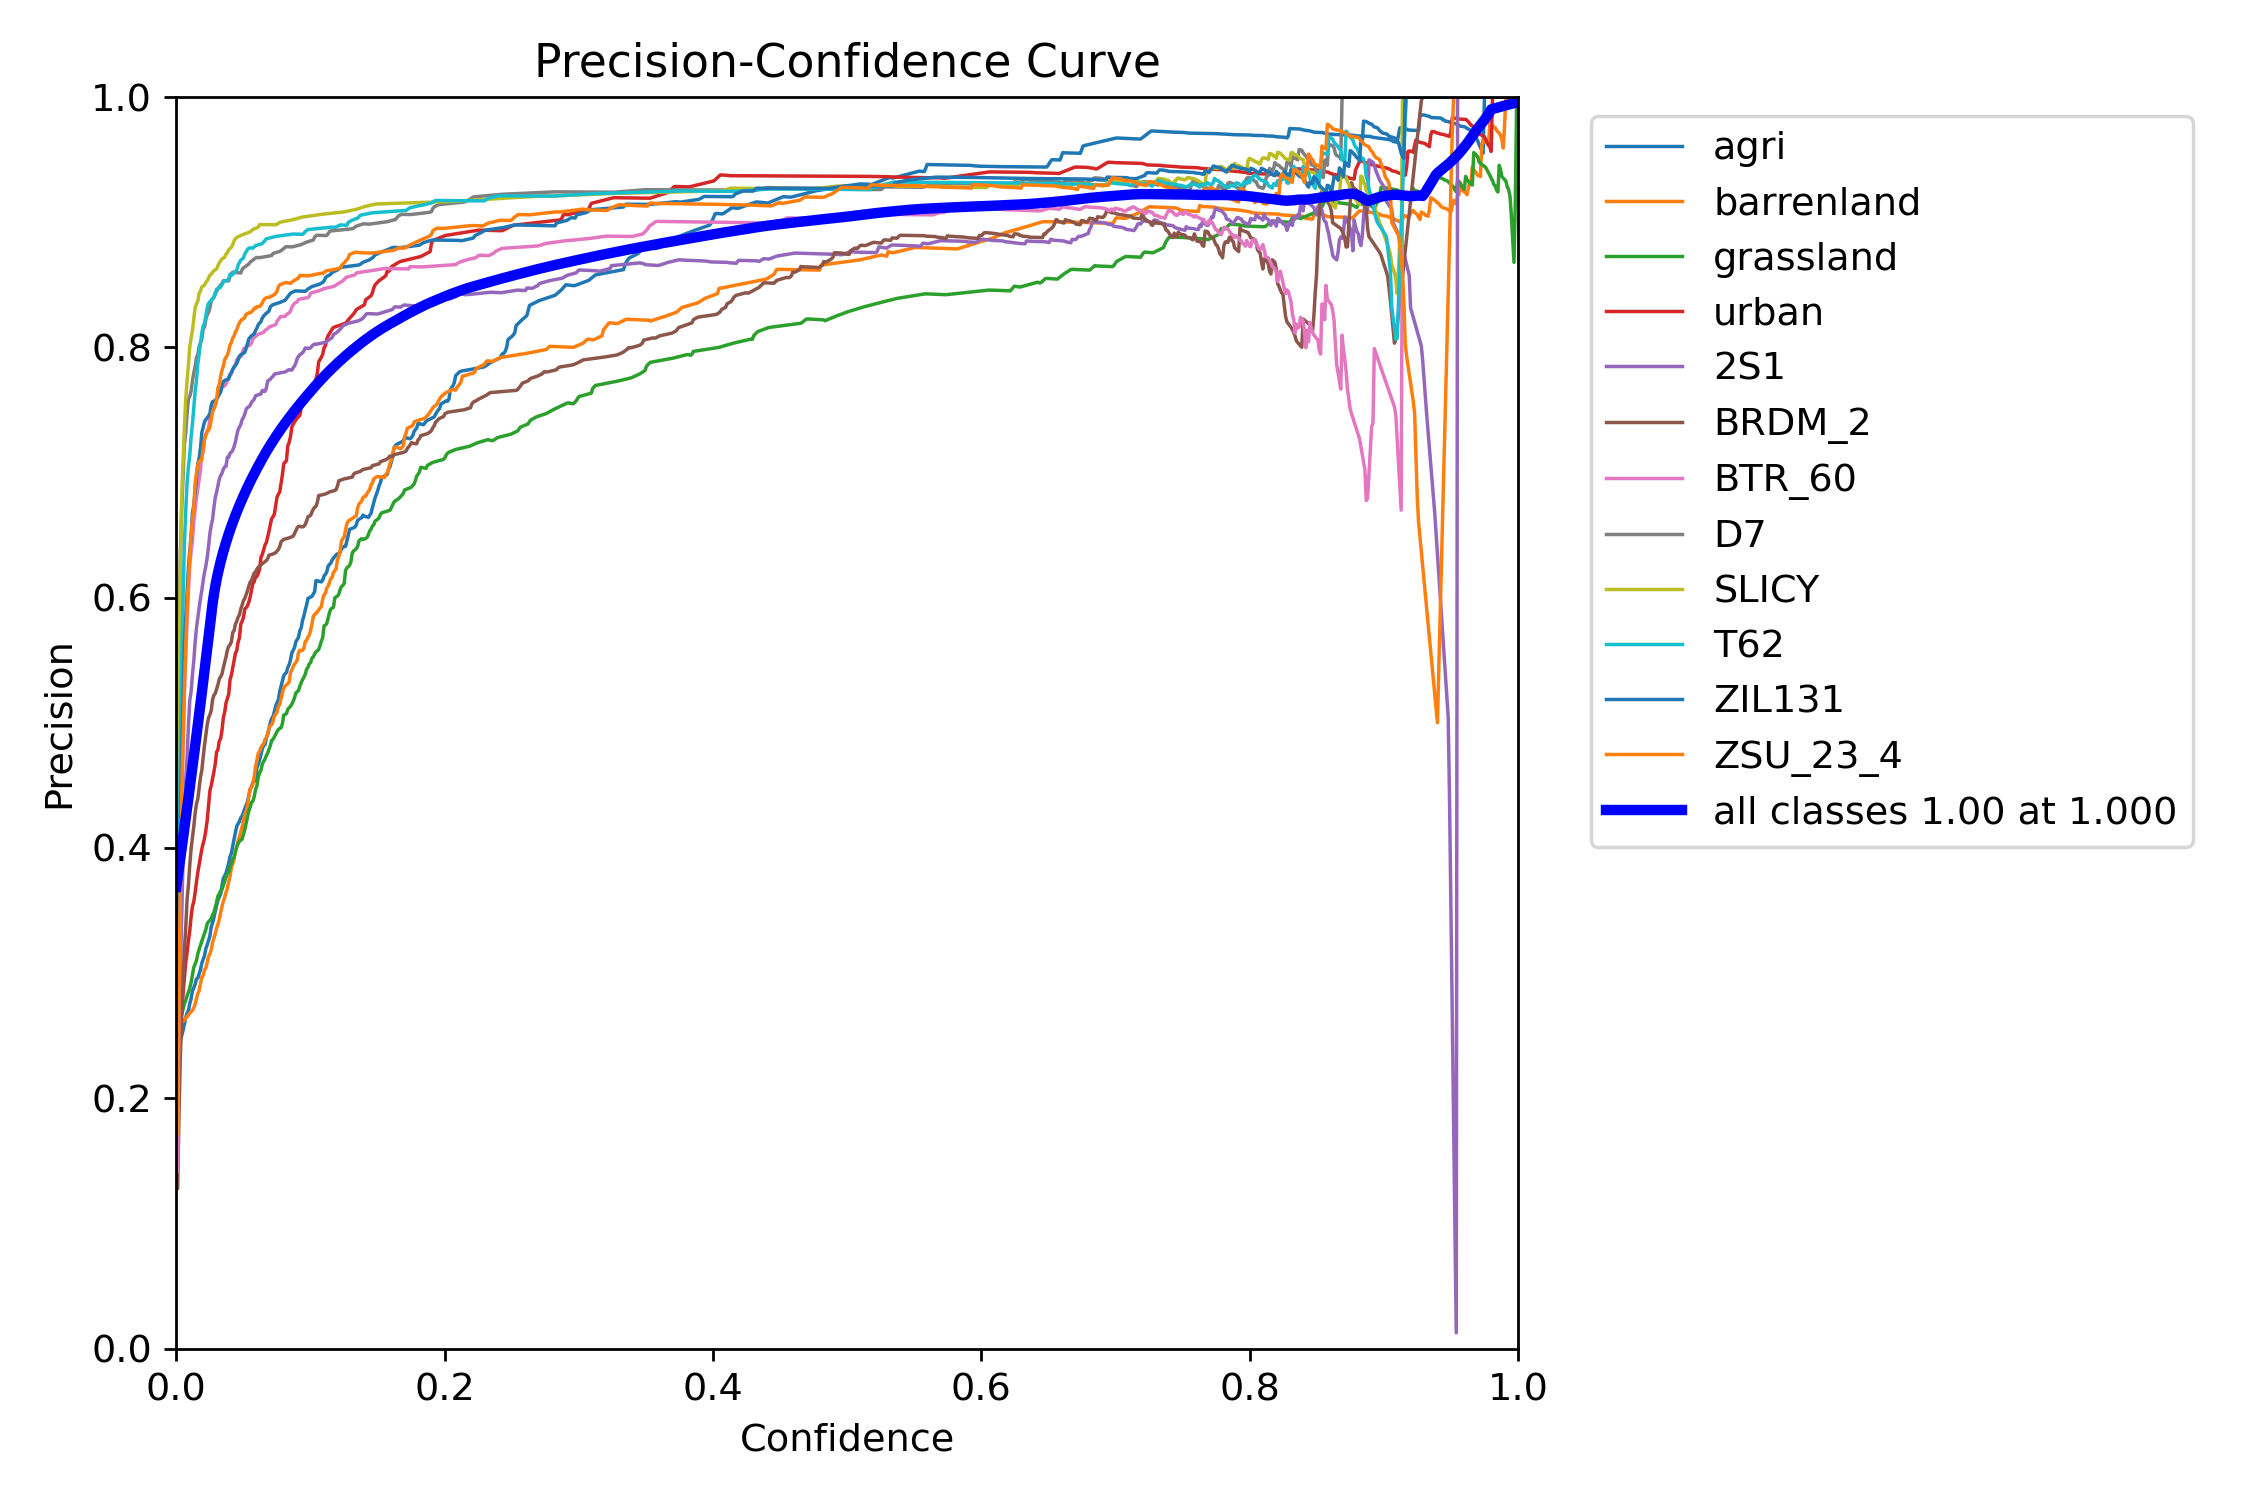 Precision-Confidence Curve
1.0
0.8
0.6
0.4
0.2
0.0
Precision
0.0 0.2 0.4 0.6 0.8 1.0
Confidence
agri
barrenland
grassland
urban
2S1
BRDM_2
BTR_60
D7
SLICY
T62
ZIL131
ZSU_23_4
all classes 1.00 at 1.000